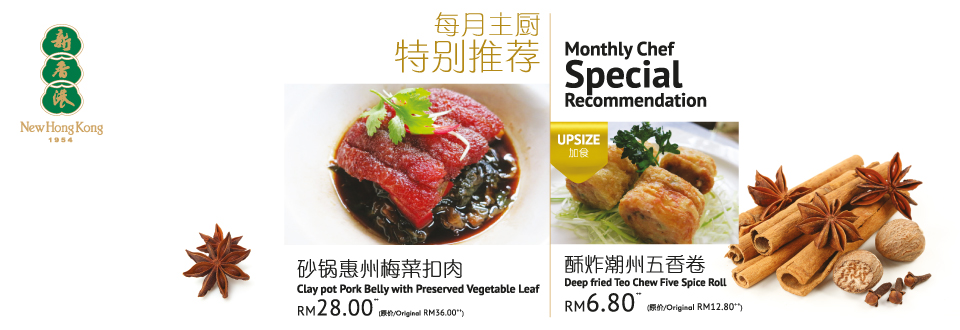 新
香
港
New Hong Kong
1954
每月主厨
特别推荐
Monthly Chef
Special
Recommendation
UPSIZE
加食
砂锅惠州梅菜扣肉
Clay pot Pork Belly with Preserved Vegetable Leaf
RM28.00++ (原价/Original RM36.00++)
酥炸潮州五香卷
Deep fried Teo Chew Five Spice Roll
RM6.80++ (原价/Original RM12.80++)